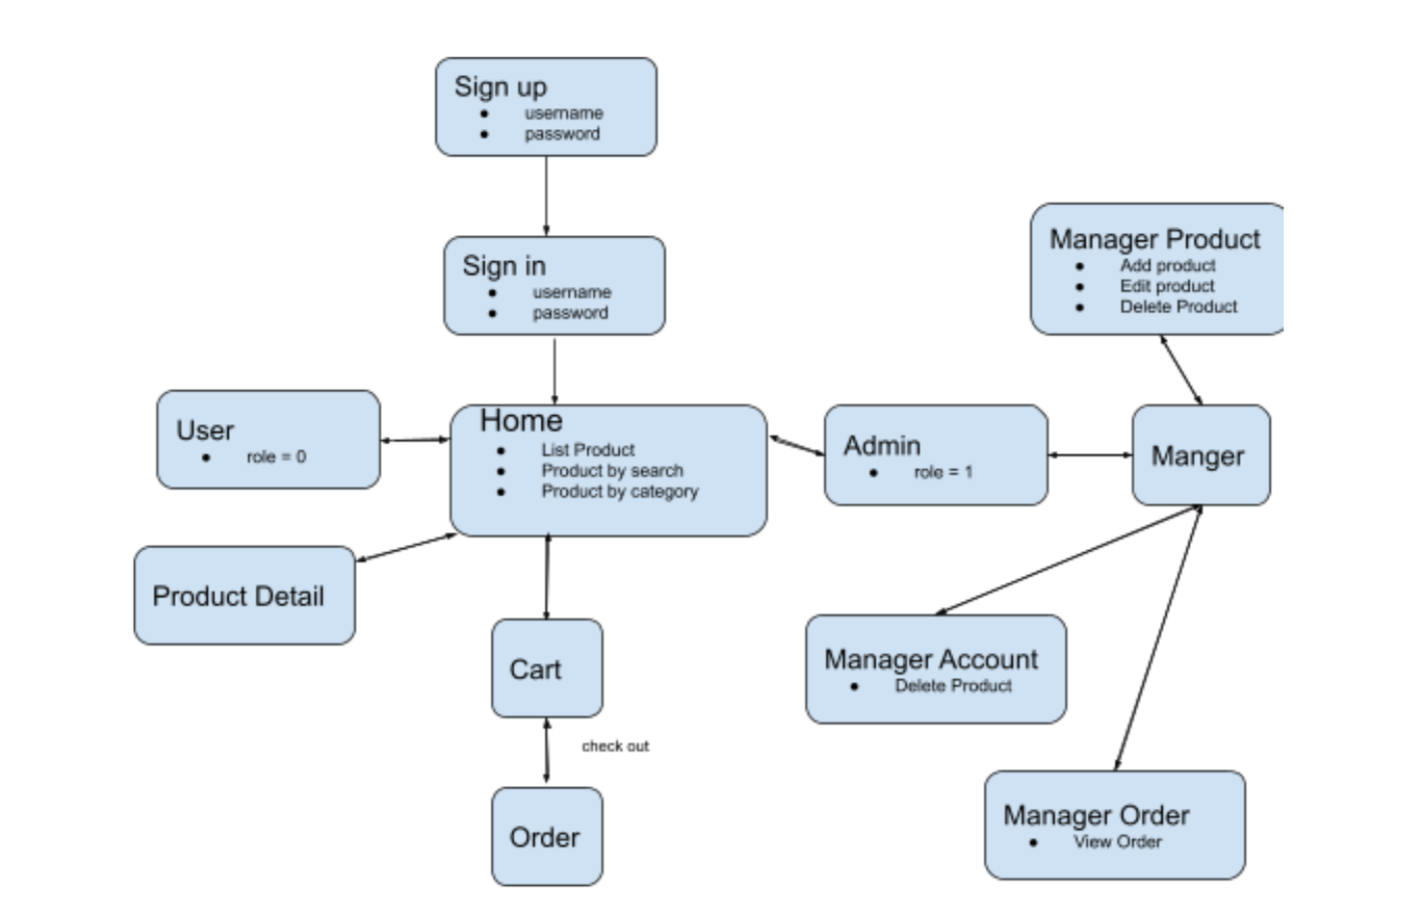 Sign up
● username
● password
Sign in
● username
● password
Manager Product
● Add product
● Edit product
● Delete Product
User
● role = 0
Home
● List Product
● Product by search
● Product by category
Admin
● role = 1
Manger
Product Detail
Cart
check out
Order
Manager Account
● Delete Product
Manager Order
● View Order